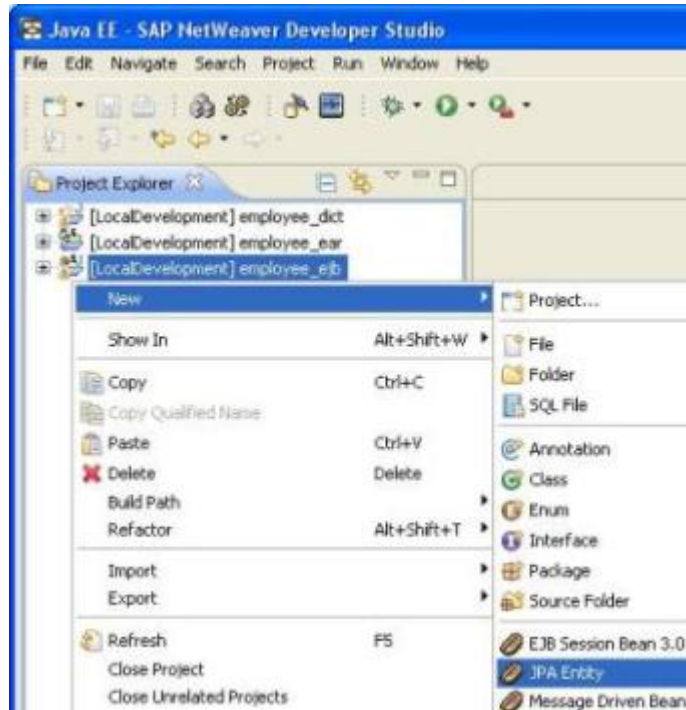 Java EE - SAP NetWeaver Developer Studio
File Edit Navigate Search Project Run Window Help
Project Explorer
[LocalDevelopment] employee_dict
[LocalDevelopment] employee_ear
[LocalDevelopment] employee_ejb
New
Project...
Show In Alt+Shift+W
File
Folder
Copy Ctrl+C
SQL File
Copy Qualified Name
Paste Ctrl+V
Annotation
Delete Delete
Class
Build Path
Enum
Refactor Alt+Shift+T
Interface
Import
Package
Export
Source Folder
Refresh F5
EJB Session Bean 3.0
Close Project
JPA Entity
Close Unrelated Projects
Message Driven Bean